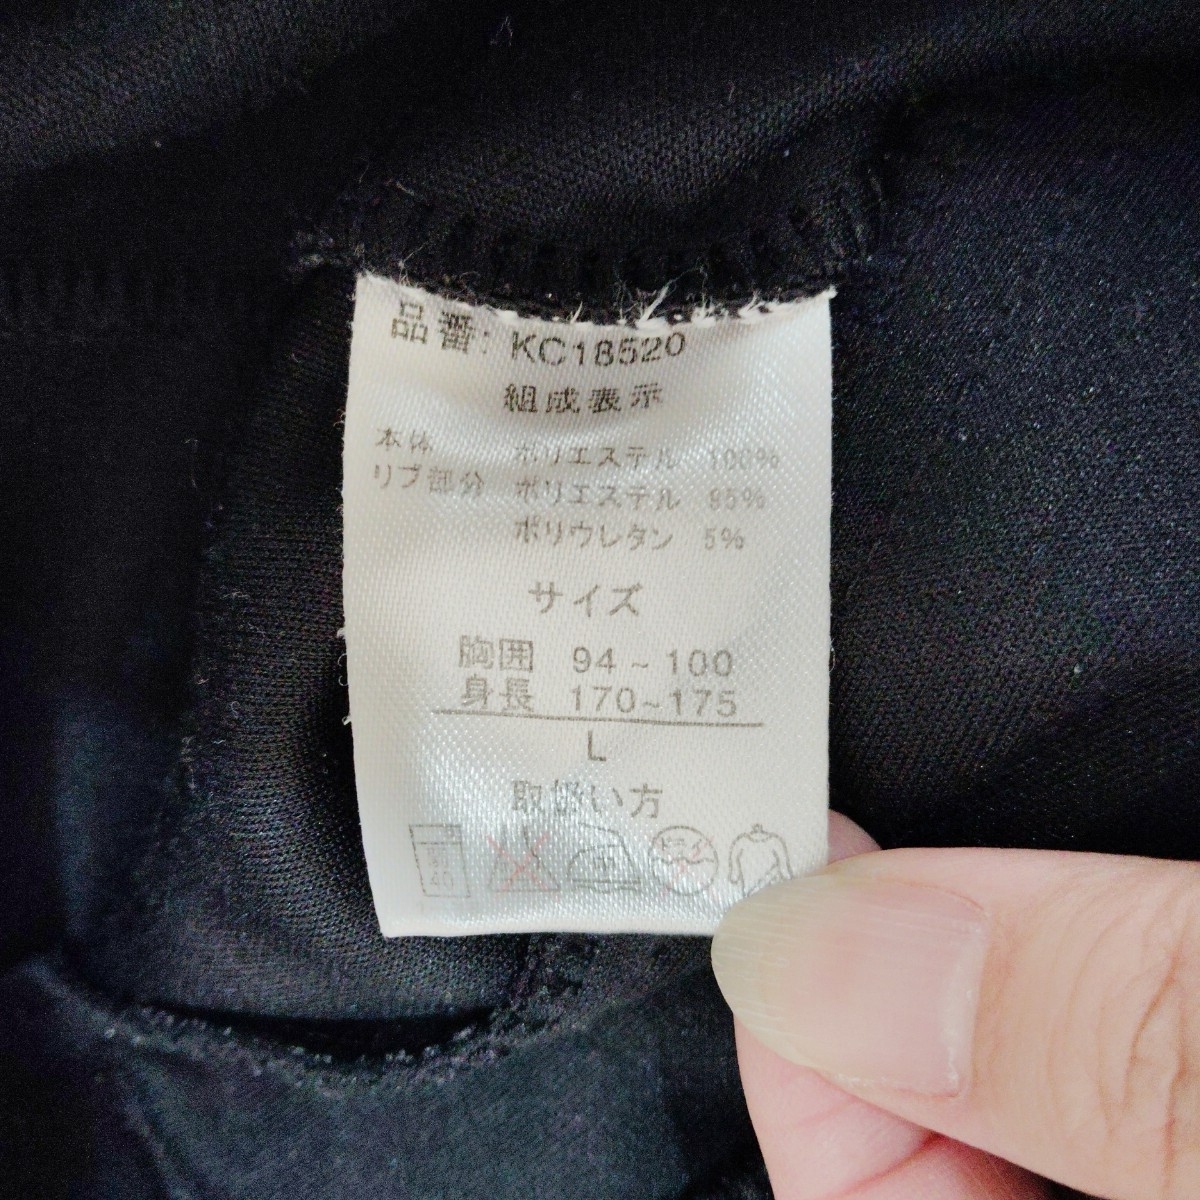 品番: KC18520
組成表示
本体 ポリエステル 100%
リブ部分 ポリエステル 95%
ポリウレタン 5%
サイズ
胸囲 94～100
身長 170～175
L
取扱い方
40